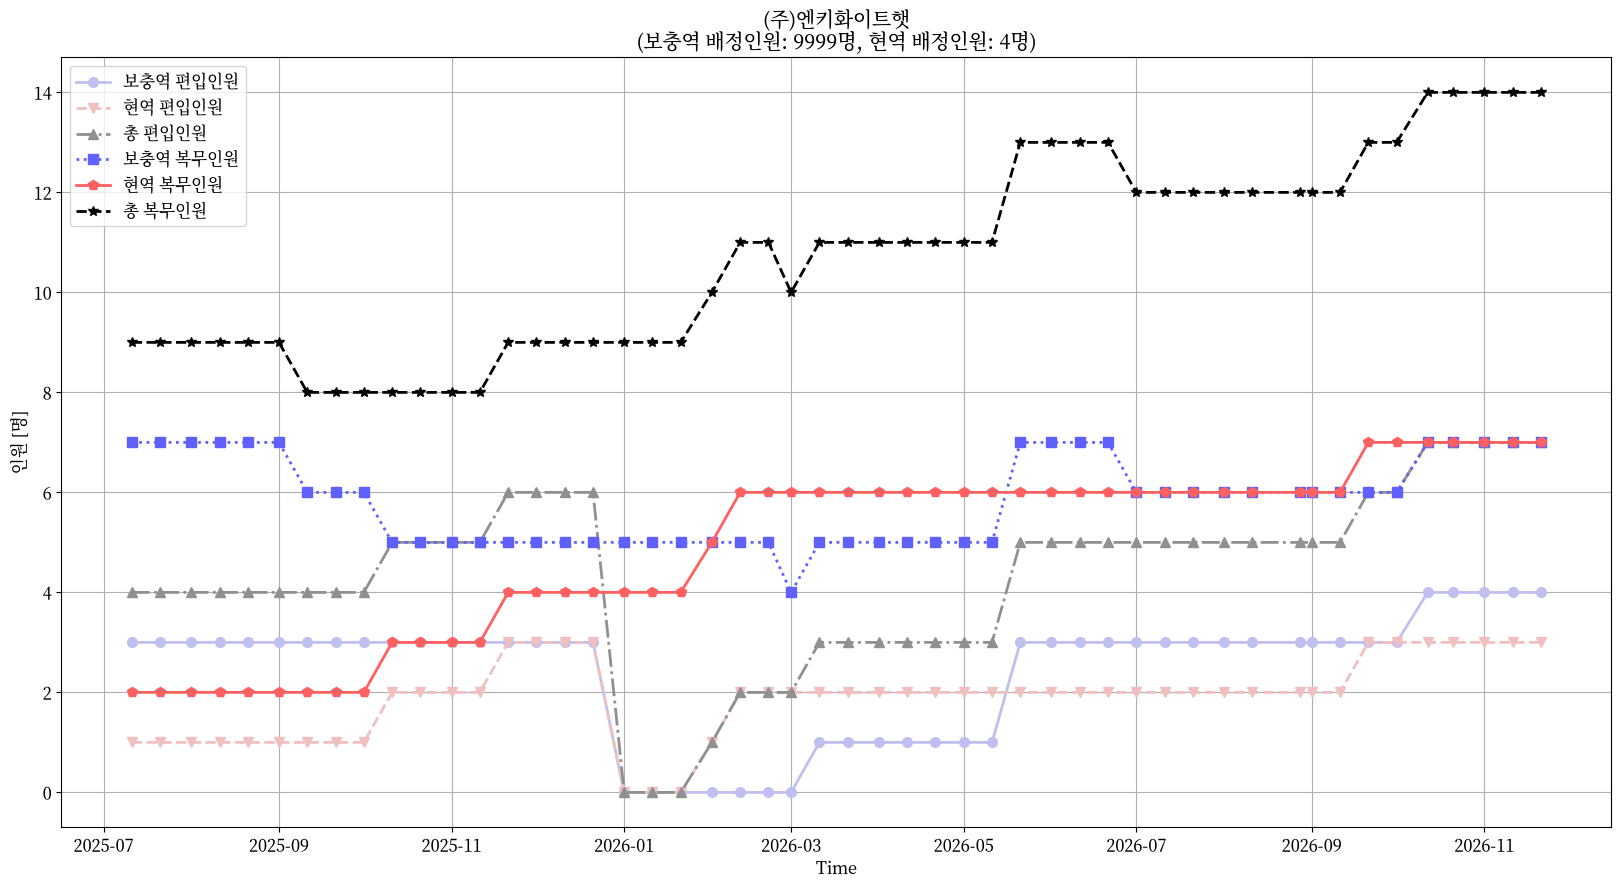 (주)엔키화이트햇
(보충역 배정인원: 9999명, 현역 배정인원: 4명)
보충역 편입인원
현역 편입인원
총 편입인원
보충역 복무인원
현역 복무인원
총 복무인원
14
12
10
8
6
4
2
0
인원 [명]
2025-07
2025-09
2025-11
2026-01
2026-03
2026-05
2026-07
2026-09
2026-11
Time